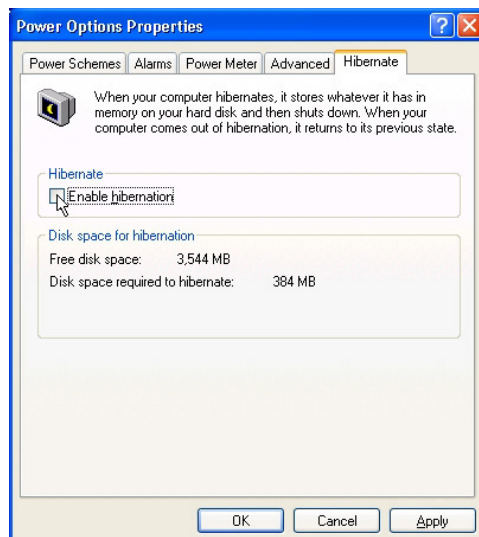 Power Options Properties
Power Schemes Alarms Power Meter Advanced Hibernate
When your computer hibernates, it stores whatever it has in
memory on your hard disk and then shuts down. When your
computer comes out of hibernation, it returns to its previous state.
Hibernate
Enable hibernation
Disk space for hibernation
Free disk space: 3,544 MB
Disk space required to hibernate: 384 MB
OK Cancel Apply